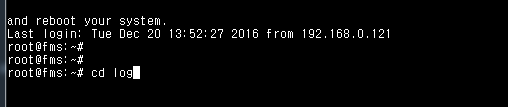 and reboot your system.
Last login: Tue Dec 20 13:52:27 2016 from 192.168.0.121
root@fms:~#
root@fms:~#
root@fms:~# cd log